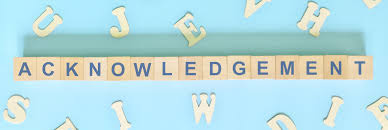 U J E H
ACKNOWLEDGEMENT
S I W D S H A